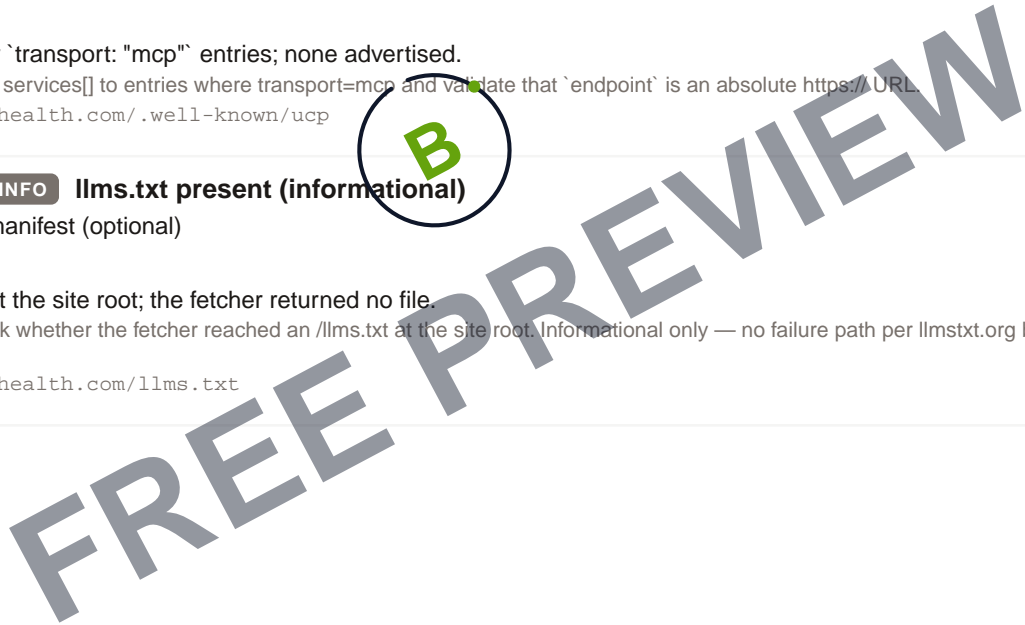 `transport: "mcp"` entries; none advertised.
services[] to entries where transport=mcp and validate that `endpoint` is an absolute https:// URL.
health.com/.well-known/ucp
B
INFO llms.txt present (informational)
manifest (optional)
t the site root; the fetcher returned no file.
k whether the fetcher reached an /llms.txt at the site root. Informational only — no failure path per llmstxt.org
health.com/llms.txt
FREE PREVIEW